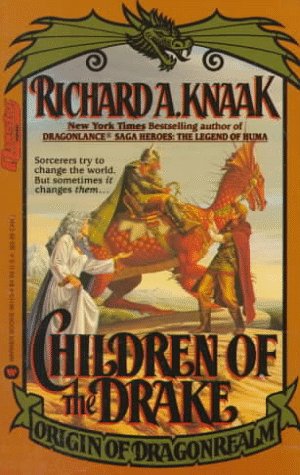 RICHARD A. KNAAK
New York Times Bestselling author of
DRAGONLANCE® SAGA HEROES: THE LEGEND OF HUMA
Sorcerers try to
change the world.
But sometimes it
changes them...
CHILDREN OF
THE DRAKE
ORIGIN OF DRAGONREALM